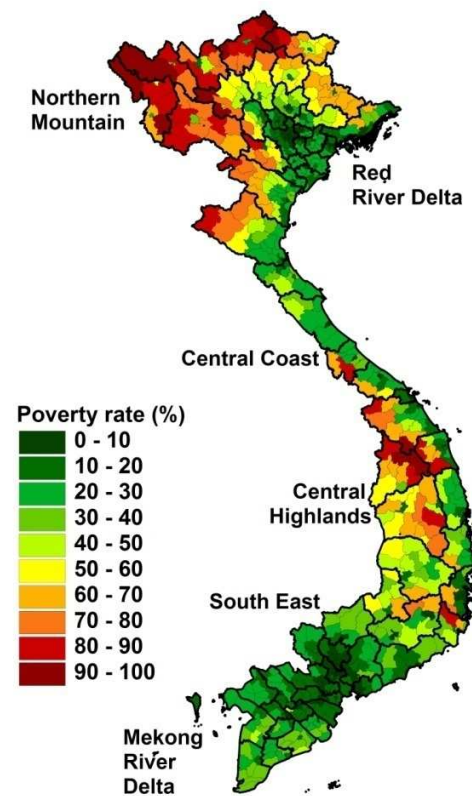 Northern
Mountain
Red
River Delta
Central Coast
Poverty rate (%)
0 - 10
10 - 20
20 - 30
30 - 40
40 - 50
50 - 60
60 - 70
70 - 80
80 - 90
90 - 100
Central
Highlands
South East
Mekong
River
Delta